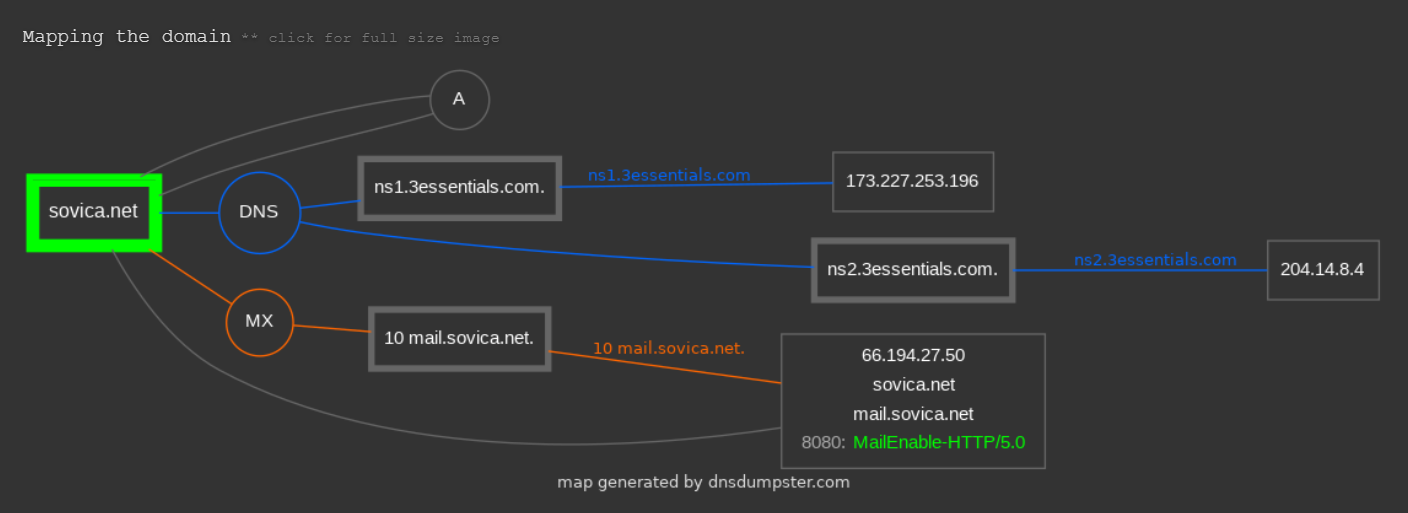 Mapping the domain ** click for full size image
A
ns1.3essentials.com.
ns1.3essentials.com
173.227.253.196
sovica.net
DNS
ns2.3essentials.com.
ns2.3essentials.com
204.14.8.4
MX
10 mail.sovica.net.
10 mail.sovica.net.
66.194.27.50
sovica.net
mail.sovica.net
8080: MailEnable-HTTP/5.0
map generated by dnsdumpster.com